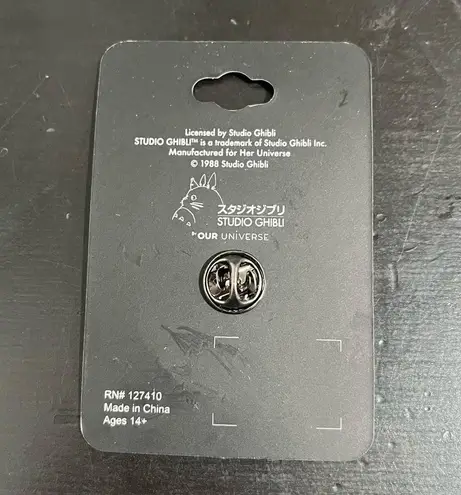 2
Licensed by Studio Ghibli
STUDIO GHIBLI™ is a trademark of Studio Ghibli Inc.
Manufactured for Her Universe
© 1988 Studio Ghibli
スタジオジブリ
STUDIO GHIBLI
OUR UNIVERSE
RN# 127410
Made in China
Ages 14+